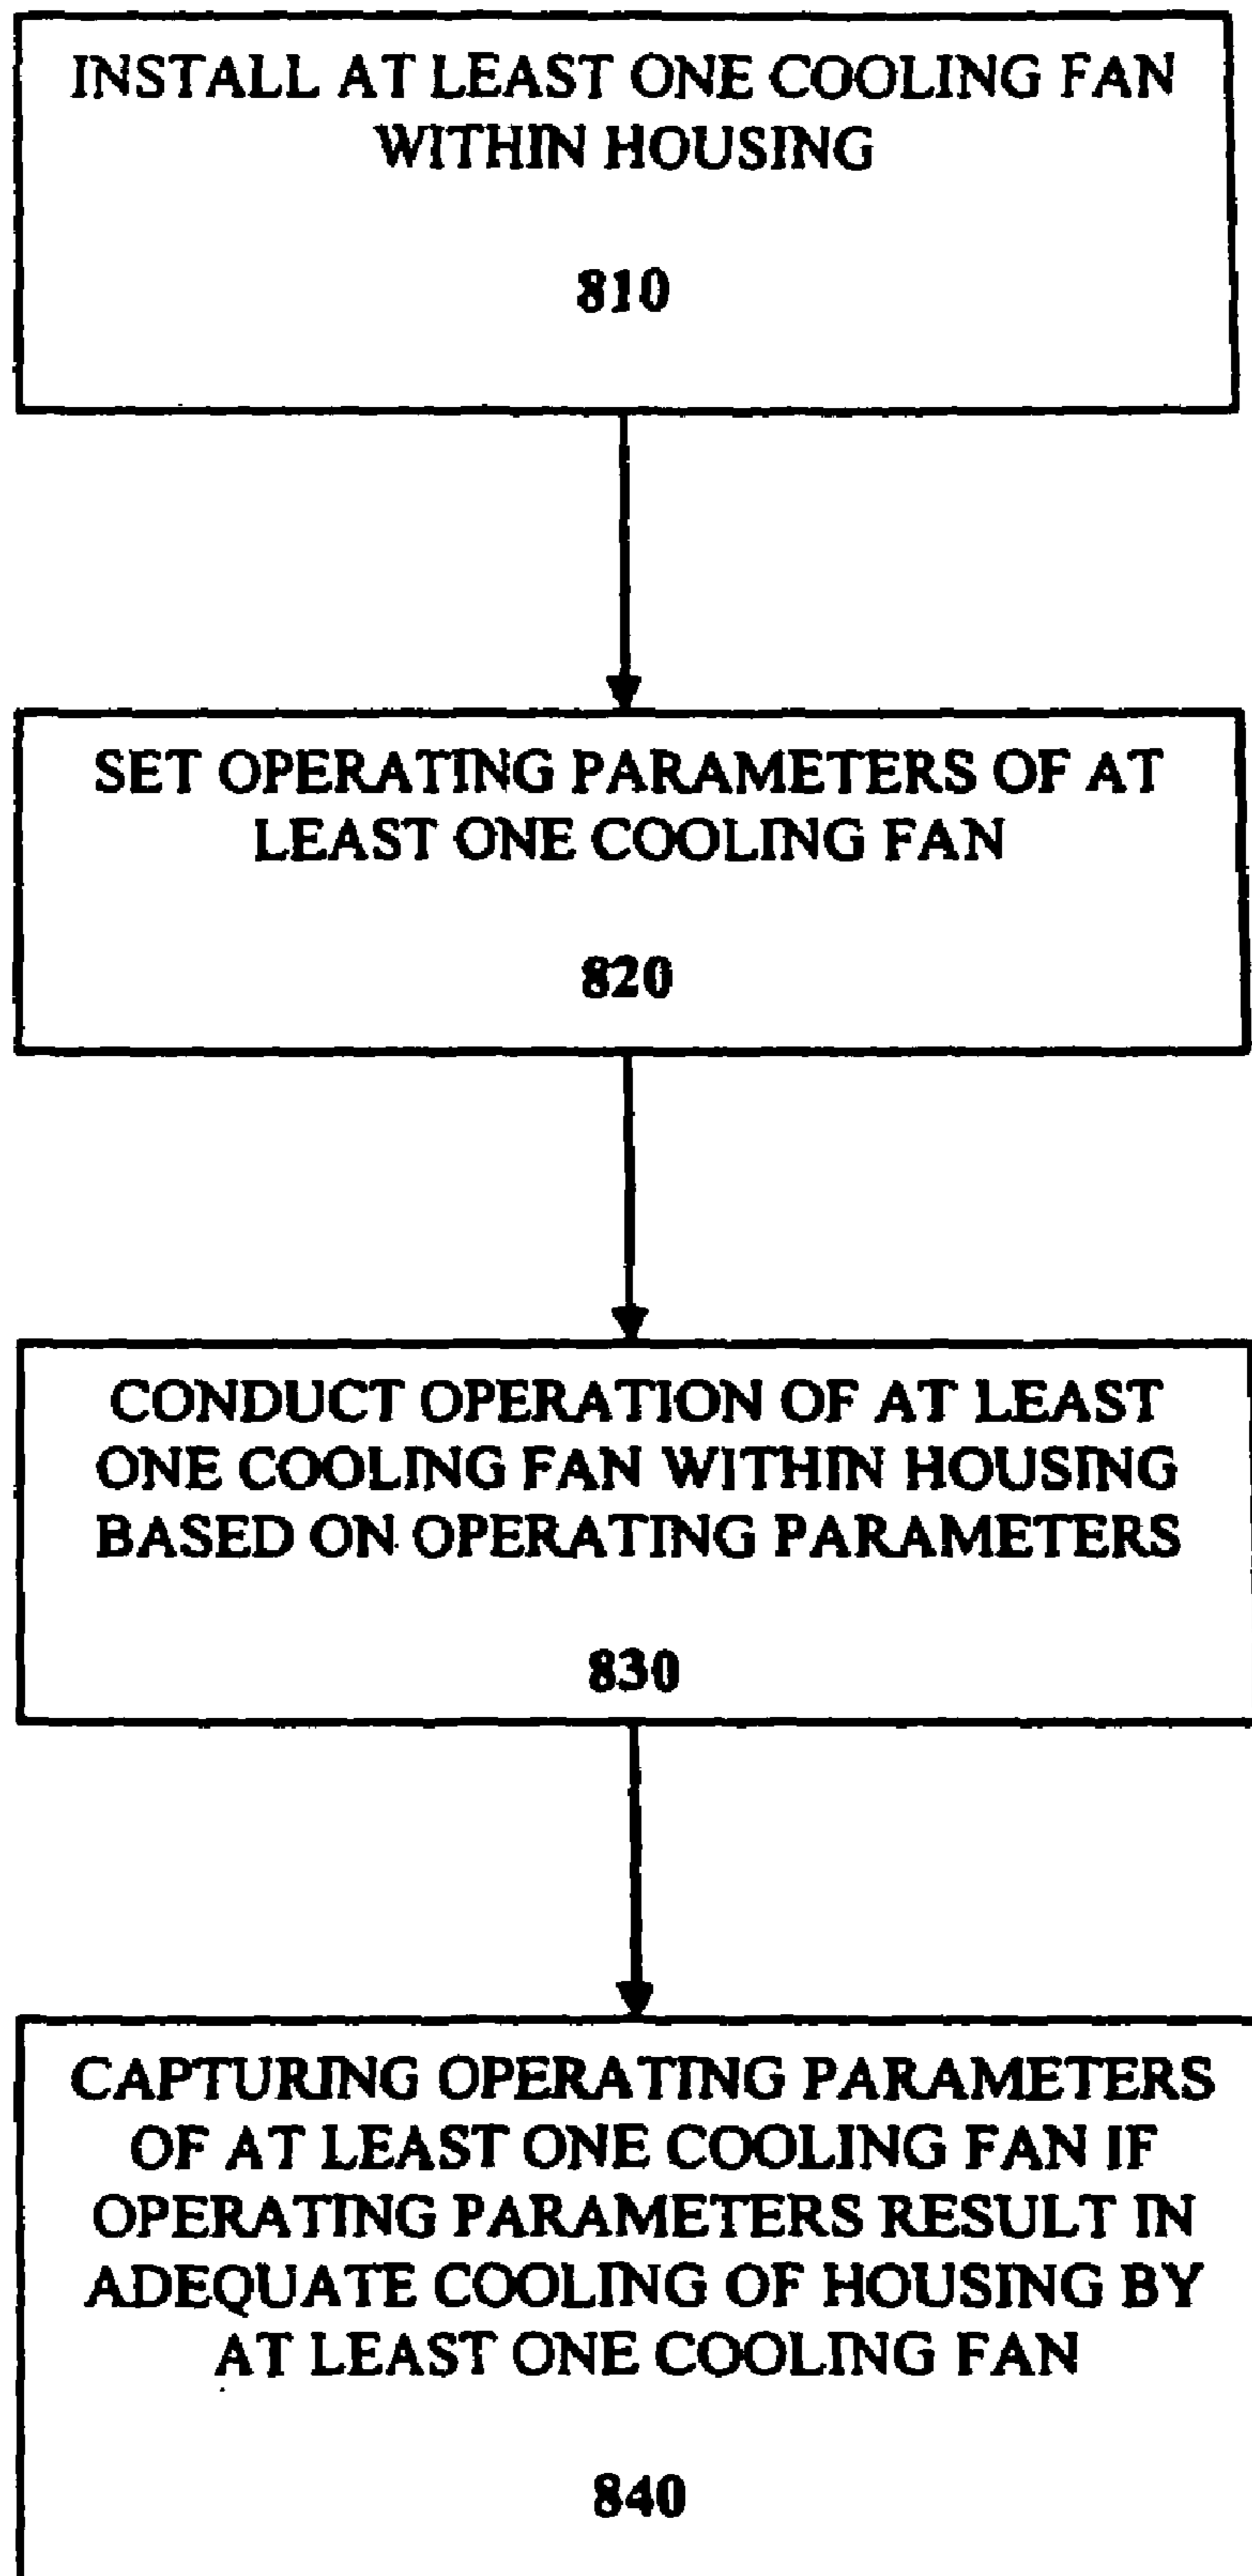 INSTALL AT LEAST ONE COOLING FAN
WITHIN HOUSING
810
SET OPERATING PARAMETERS OF AT
LEAST ONE COOLING FAN
820
CONDUCT OPERATION OF AT LEAST
ONE COOLING FAN WITHIN HOUSING
BASED ON OPERATING PARAMETERS
830
CAPTURING OPERATING PARAMETERS
OF AT LEAST ONE COOLING FAN IF
OPERATING PARAMETERS RESULT IN
ADEQUATE COOLING OF HOUSING BY
AT LEAST ONE COOLING FAN
840